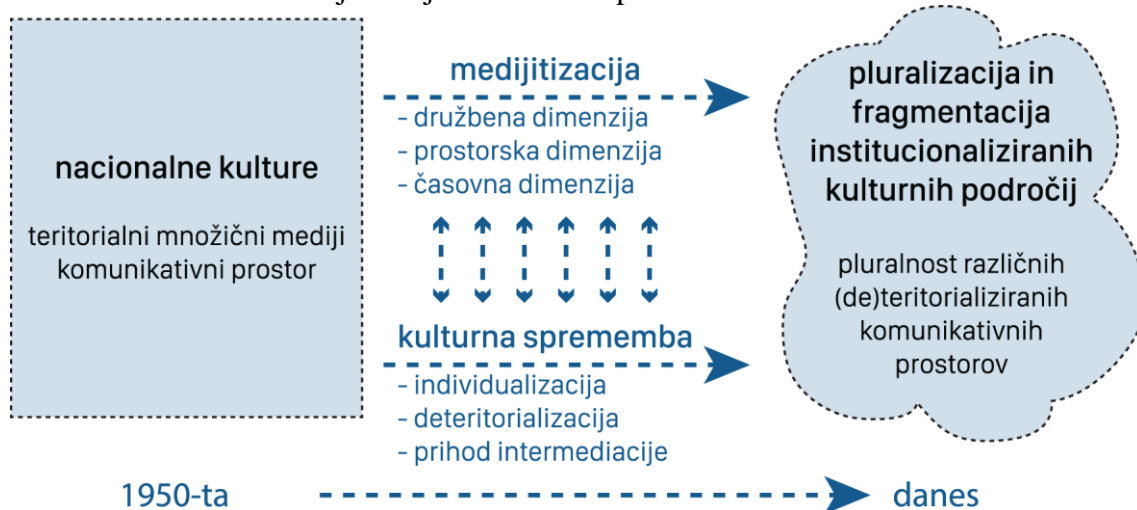 nacionalne kulture
teritorialni množični mediji
komunikativni prostor
medijitizacija
- družbena dimenzija
- prostorska dimenzija
- časovna dimenzija
kulturna sprememba
- individualizacija
- deteritorializacija
- prihod intermediacije
pluralizacija in
fragmentacija
institucionaliziranih
kulturnih področij
pluralnost različnih
(de)teritorializiranih
komunikativnih
prostorov
1950-ta
danes